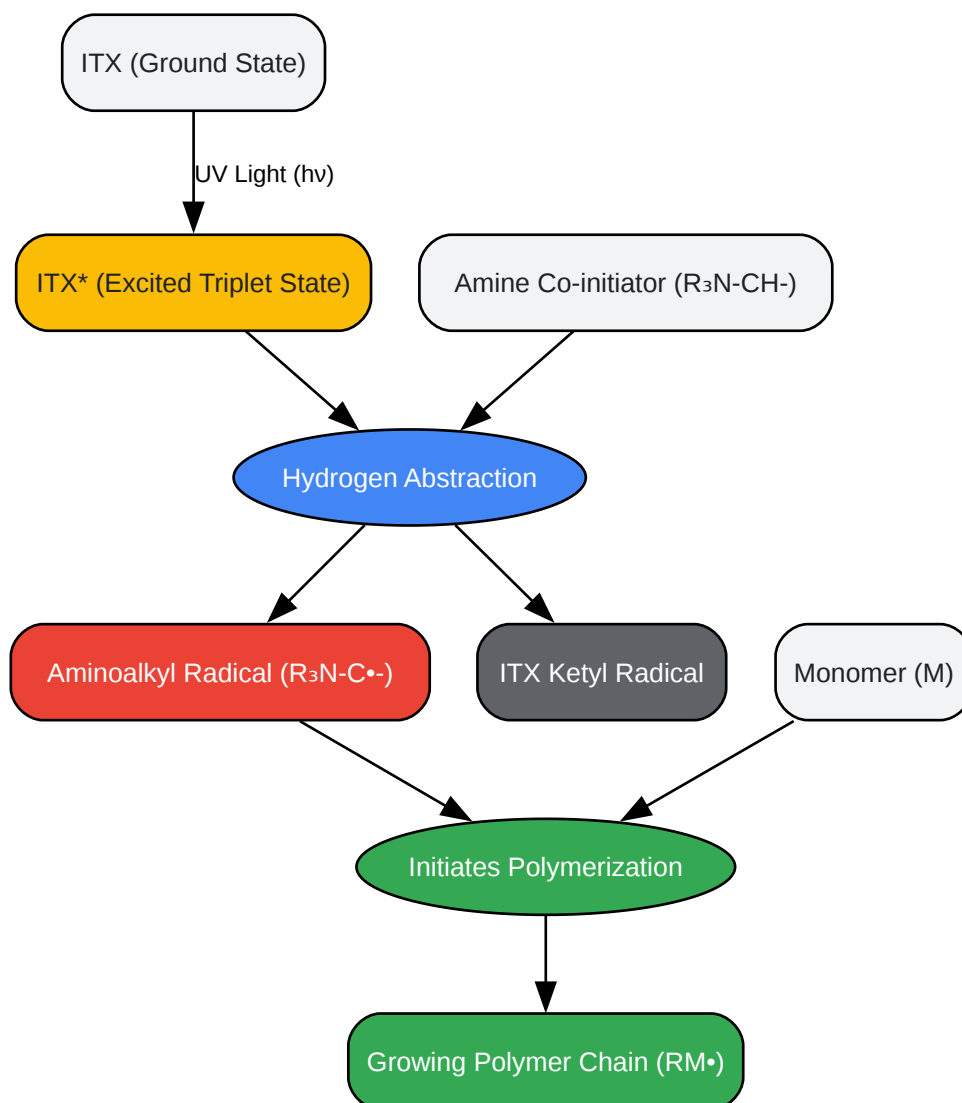 ITX (Ground State)
UV Light (hν)
ITX* (Excited Triplet State)
Amine Co-initiator (R₃N-CH-)
Hydrogen Abstraction
Aminoalkyl Radical (R₃N-C•-)
ITX Ketyl Radical
Monomer (M)
Initiates Polymerization
Growing Polymer Chain (RM•)